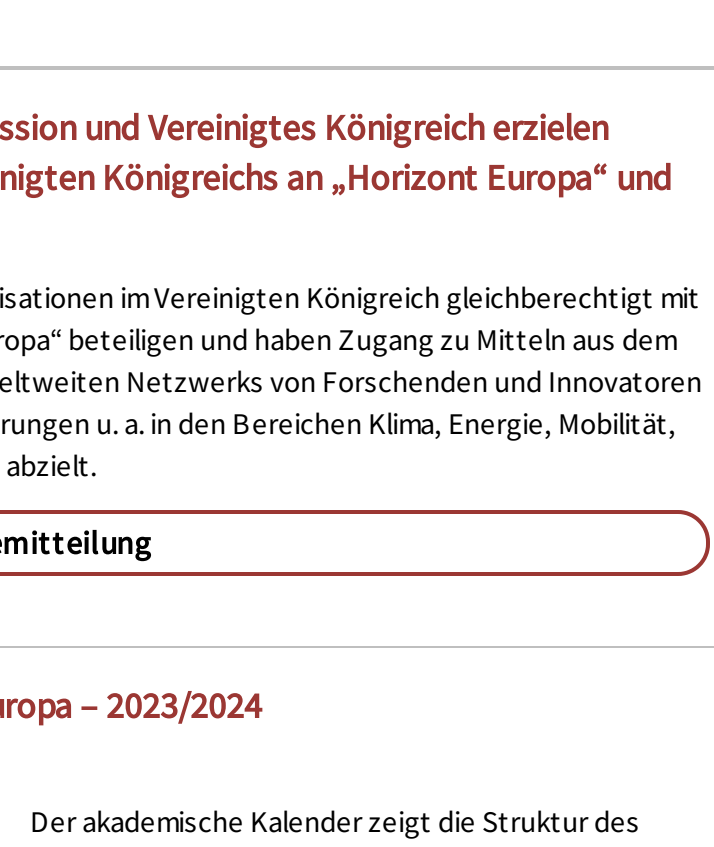 ssion und Vereinigtes Königreich erzielen
nigten Königreichs an „Horizont Europa“ und
isationen im Vereinigten Königreich gleichberechtigt mit
ropa“ beteiligen und haben Zugang zu Mitteln aus dem
eltweiten Netzwerks von Forschenden und Innovatoren
rungen u. a. in den Bereichen Klima, Energie, Mobilität,
abzielt.
emitteilung
uropa – 2023/2024
Der akademische Kalender zeigt die Struktur des